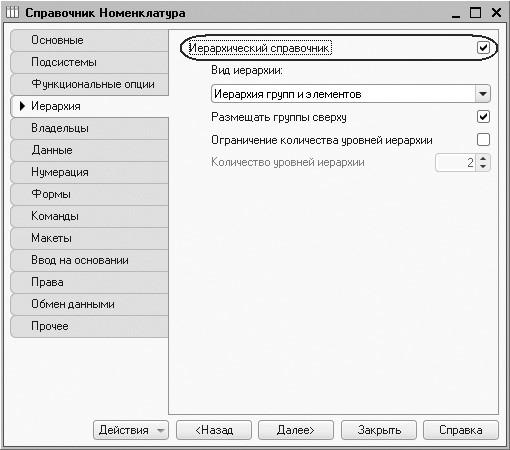 Справочник Номенклатура
Основные
Подсистемы
Функциональные опции
Иерархия
Владельцы
Данные
Нумерация
Формы
Команды
Макеты
Ввод на основании
Права
Обмен данными
Прочее
Иерархический справочник
Вид иерархии:
Иерархия групп и элементов
Размещать группы сверху
Ограничение количества уровней иерархии
Количество уровней иерархии 2
Действия <Назад Далее> Закрыть Справка